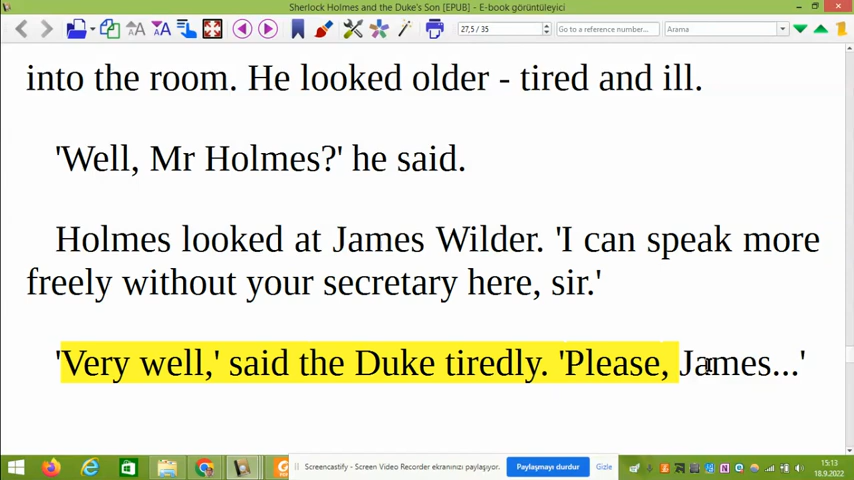 Sherlock Holmes and the Duke's Son [EPUB] - E-book görüntüleyici
27,5 / 35
Go to a reference number...
Arama
into the room. He looked older - tired and ill.
'Well, Mr Holmes?' he said.
Holmes looked at James Wilder. 'I can speak more
freely without your secretary here, sir.'
'Very well,' said the Duke tiredly. 'Please, James...'
Screencastify - Screen Video Recorder ekranınızı paylaşıyor.
Paylaşmayı durdur
Gizle
15:13
18.9.2022